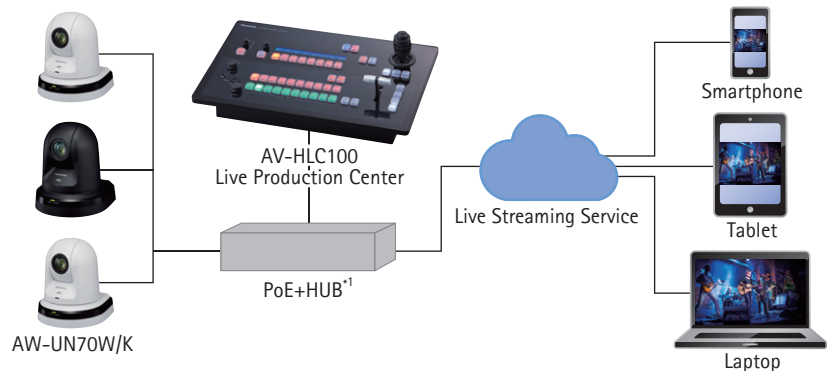 AV-HLC100
Live Production Center
Smartphone
Live Streaming Service
Tablet
PoE+HUB*1
AW-UN70W/K
Laptop